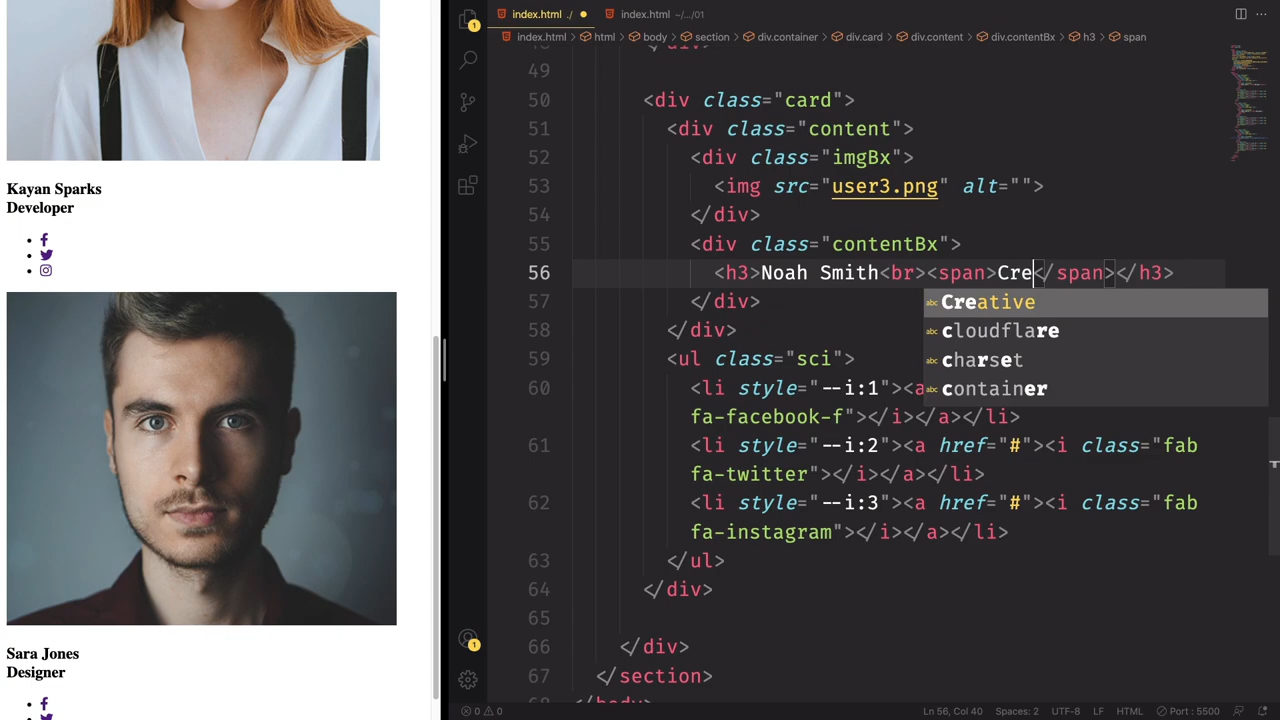 Kayan Sparks
Developer
Sara Jones
Designer
1
index.html ./
index.html ~/.../01
index.html > html > body > section > div.container > div.card > div.content > div.contentBx > h3 > span
49
50 <div class="card">
51 <div class="content">
52 <div class="imgBx">
53 <img src="user3.png" alt="">
54 </div>
55 <div class="contentBx">
56 <h3>Noah Smith<br><span>Cre</span></h3>
57 </div>
Creative
58 </div>
cloudflare
59 <ul class="sci">
charset
60 <li style="--i:1"><a
container
fa-facebook-f"></i></a></li>
61 <li style="--i:2"><a href="#"><i class="fab
fa-twitter"></i></a></li>
62 <li style="--i:3"><a href="#"><i class="fab
fa-instagram"></i></a></li>
63 </ul>
64 </div>
65
66 </div>
67 </section>
1
0 0
Ln 56, Col 40
Spaces: 2
UTF-8
LF
HTML
Port : 5500